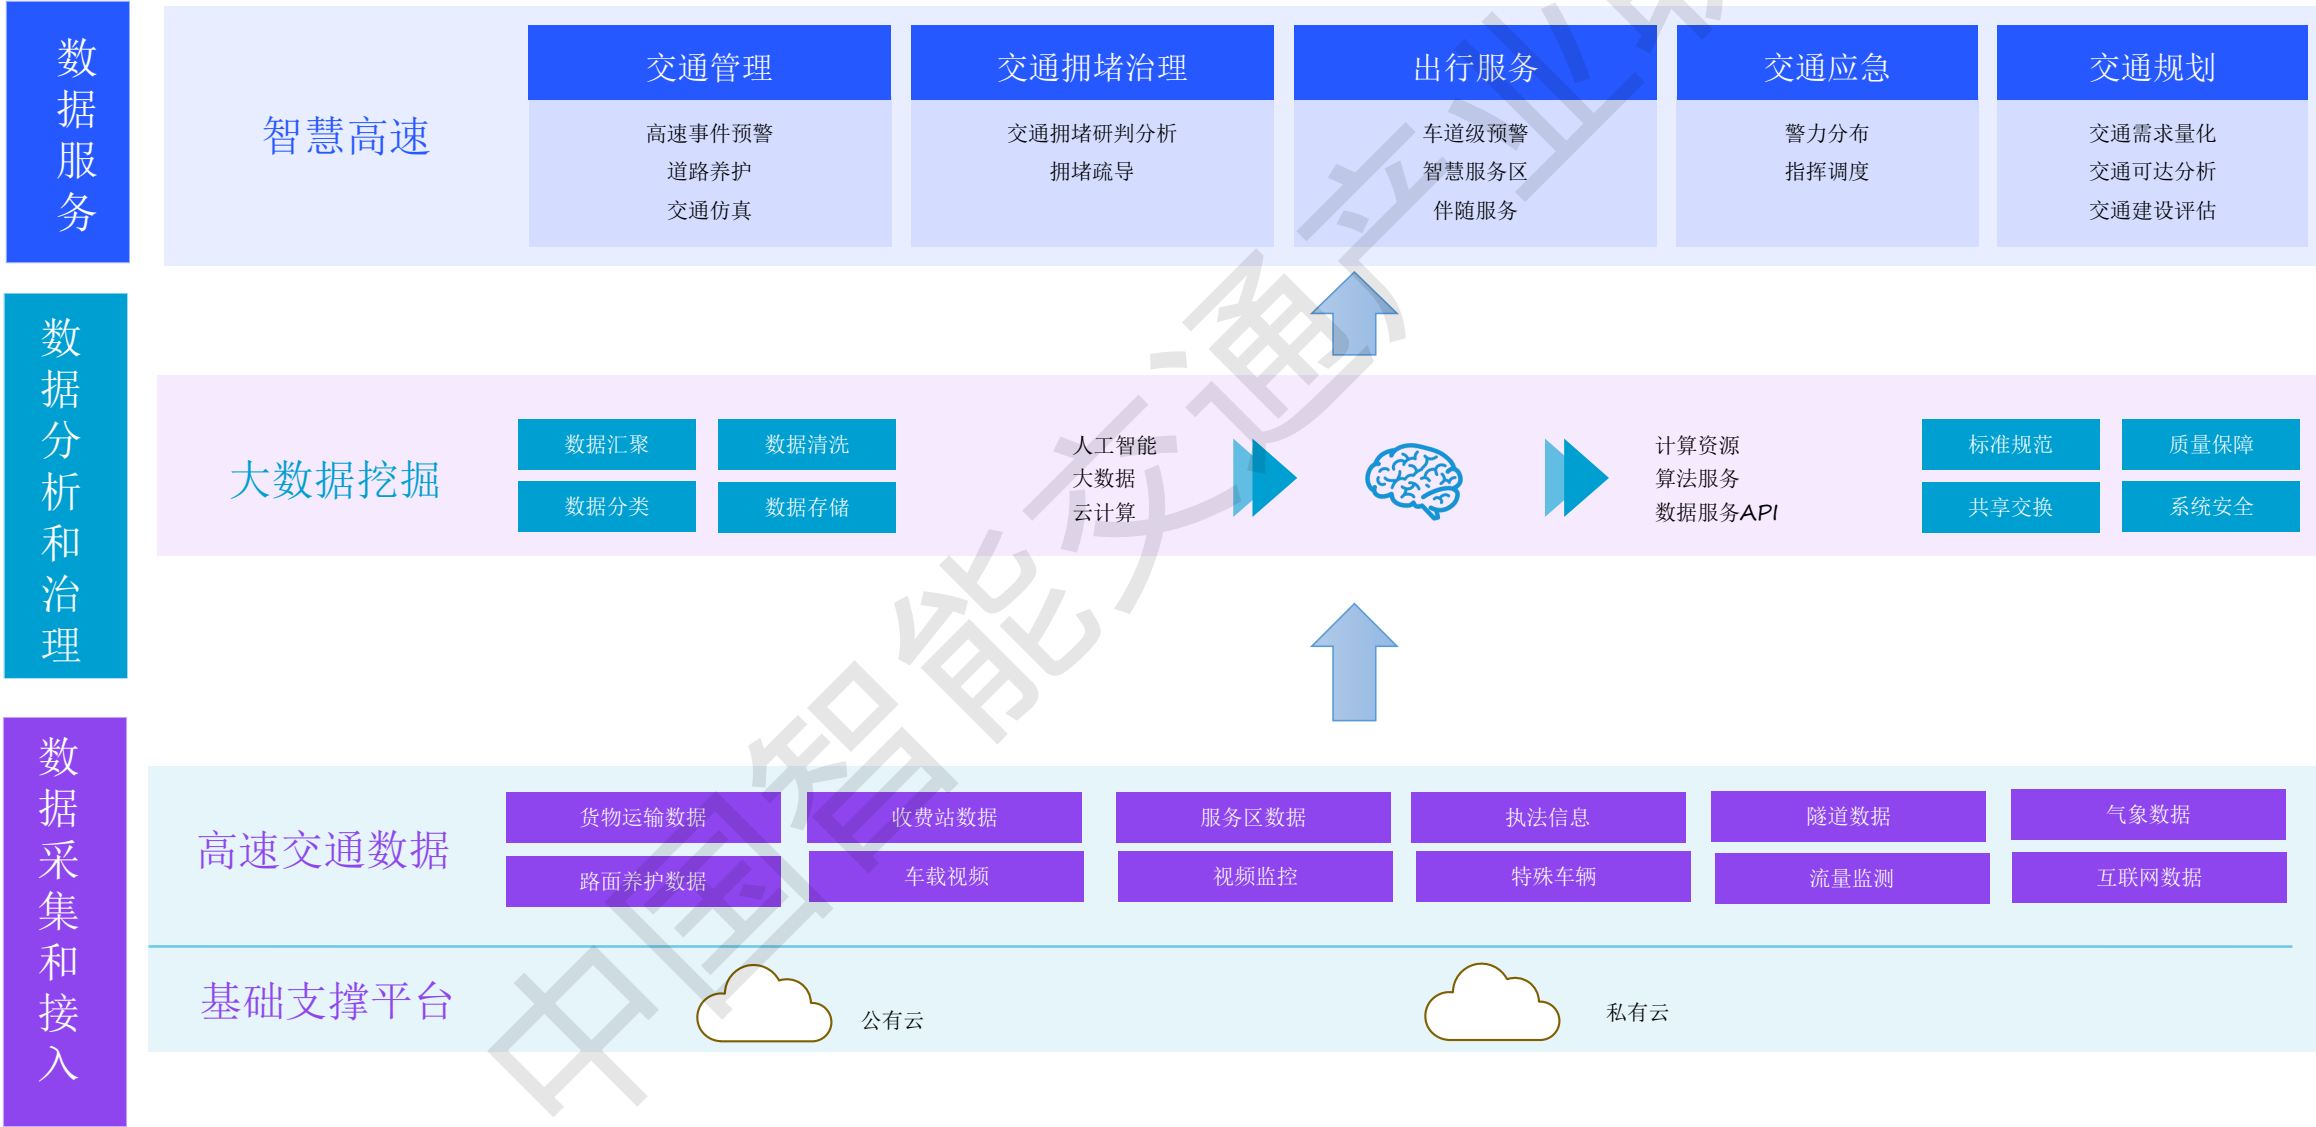 数据服务
智慧高速
交通管理
高速事件预警
道路养护
交通仿真
交通拥堵治理
交通拥堵研判分析
拥堵疏导
出行服务
车道级预警
智慧服务区
伴随服务
交通应急
警力分布
指挥调度
交通规划
交通需求量化
交通可达分析
交通建设评估
数据分析和治理
大数据挖掘
数据汇聚
数据清洗
数据分类
数据存储
人工智能
大数据
云计算
计算资源
算法服务
数据服务API
标准规范
质量保障
共享交换
系统安全
数据采集和接入
高速交通数据
货物运输数据
收费站数据
服务区数据
执法信息
隧道数据
气象数据
路面养护数据
车载视频
视频监控
特殊车辆
流量监测
互联网数据
基础支撑平台
公有云
私有云
中国智能交通产业联